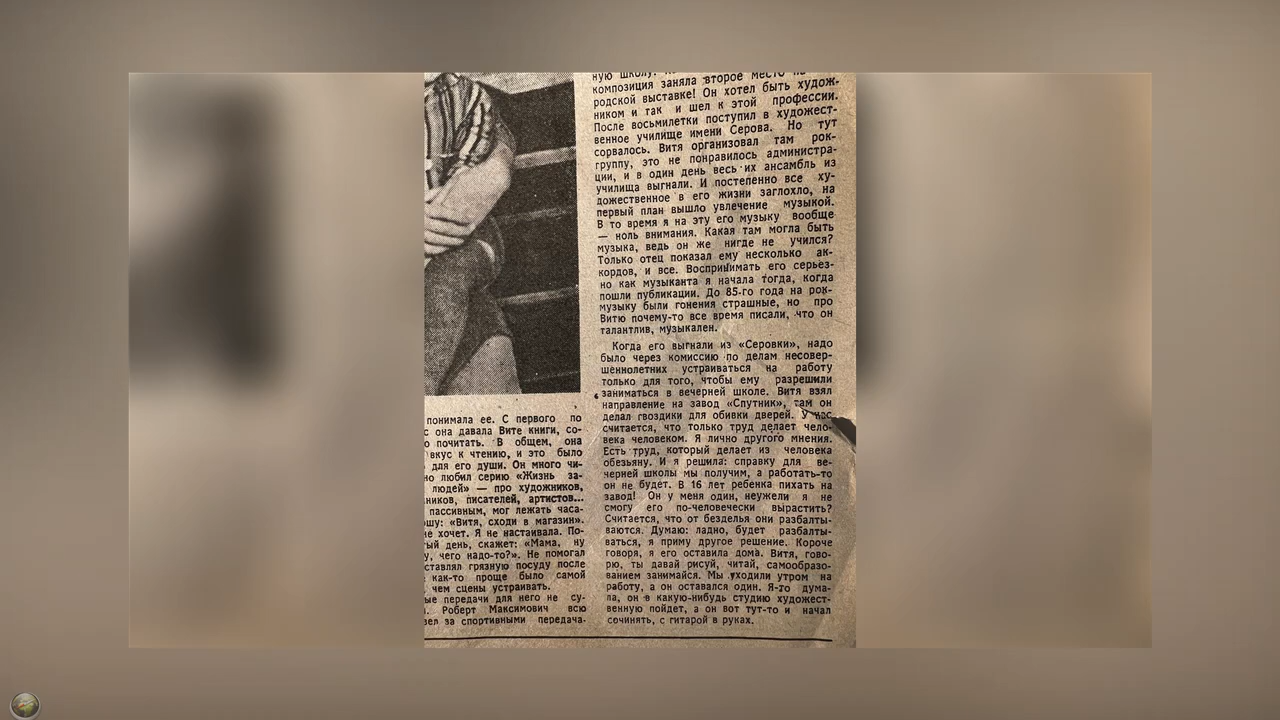 понимала ее. С первого по
с она давала Вите книги, со-
о почитать. В общем, она
вкус к чтению, и это было
для его души. Он много чи-
но любил серию «Жизнь за-
людей» — про художников,
ников, писателей, артистов...
пассивным, мог лежать часа-
ошу: «Витя, сходи в магазин».
не хочет. Я не настаивала. По-
тый день, скажет: «Мама, ну
у, чего надо-то?». Не помогал
ставлял грязную посуду после
как-то проще было самой
чем сцены устраивать.
ые передачи для него не су-
. Роберт Максимович всю
вел за спортивными передача-
ную школу.
композиция заняла второе место
родской выставке! Он хотел быть худож-
ником и так и шел к этой профессии.
После восьмилетки поступил в художест-
венное училище имени Серова. Но тут
сорвалось. Витя организовал там рок-
группу, это не понравилось администра-
ции, и в один день весь их ансамбль из
училища выгнали. И постепенно все ху-
дожественное в его жизни заглохло, на
первый план вышло увлечение музыкой.
В то время я на эту его музыку вообще
— ноль внимания. Какая там могла быть
музыка, ведь он же нигде не учился?
Только отец показал ему несколько ак-
кордов, и все. Воспринимать его серьез-
но как музыканта я начала тогда, когда
пошли публикации. До 85-го года на рок-
музыку были гонения страшные, но про
Витю почему-то все время писали, что он
талантлив, музыкален.
Когда его выгнали из «Серовки», надо
было через комиссию по делам несовер-
шеннолетних устраиваться на работу
только для того, чтобы ему разрешили
заниматься в вечерней школе. Витя взял
направление на завод «Спутник», там он
делал гвоздики для обивки дверей. У нас
считается, что только труд делает чело-
века человеком. Я лично другого мнения.
Есть труд, который делает из человека
обезьяну. И я решила: справку для ве-
черней школы мы получим, а работать-то
он не будет. В 16 лет ребенка пихать на
завод! Он у меня один, неужели я не
смогу его по-человечески вырастить?
Считается, что от безделья они разбалты-
ваются. Думаю: ладно, будет разбалты-
ваться, я приму другое решение. Короче
говоря, я его оставила дома. Витя, гово-
рю, ты давай рисуй, читай, самообразо-
ванием занимайся. Мы уходили утром на
работу, а он оставался один. Я-то дума-
ла, он в какую-нибудь студию художест-
венную пойдет, а он вот тут-то и начал
сочинять, с гитарой в руках.